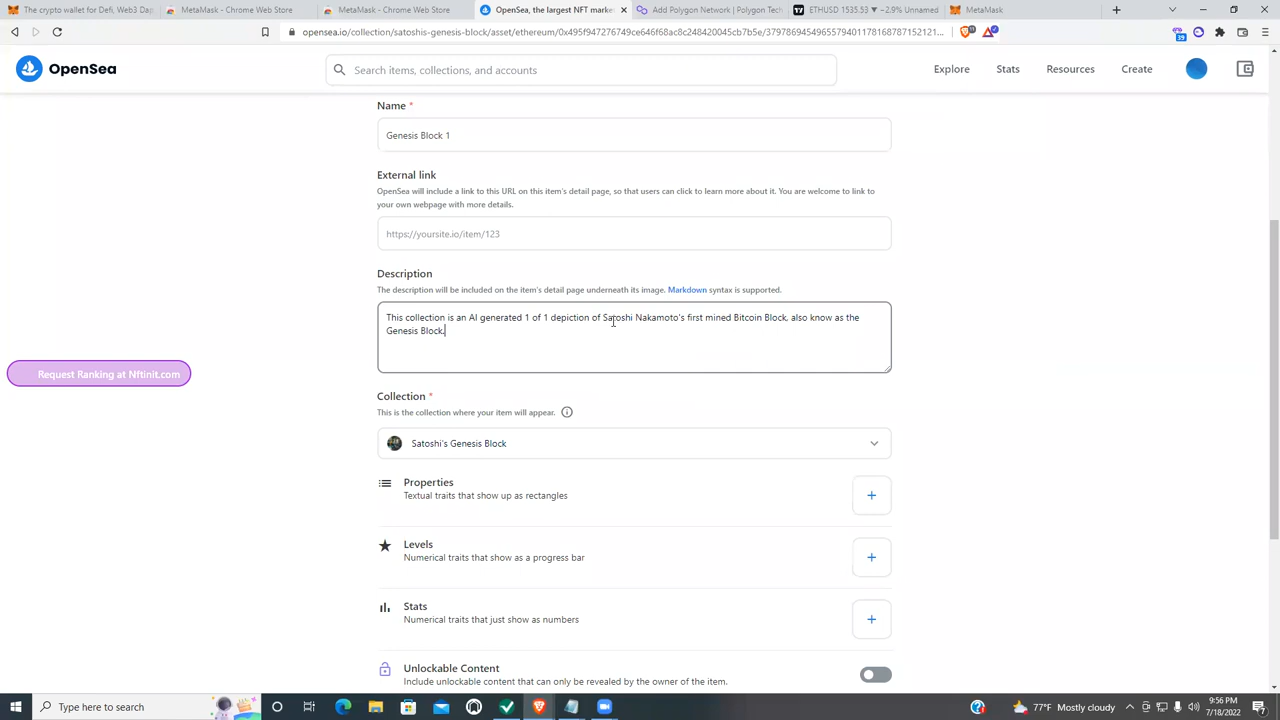 The crypto wallet for Defi, Web3 Da
MetaMask - Chrome Web Store
MetaMask - Chrome Web Store
OpenSea, the largest NFT marke
Add Polygon Network | Polygon Tech
ETHUSD 1535.53 ▼ −2.9% Unnamed
MetaMask
opensea.io/collection/satoshis-genesis-block/asset/ethereum/0x495f947276749ce646f68ac8c248420045cb7b5e/3797869454965579401178168787152121...
OpenSea
Search items, collections, and accounts
Explore
Stats
Resources
Create
Name *
Genesis Block 1
External link
OpenSea will include a link to this URL on this item's detail page, so that users can click to learn more about it. You are welcome to link to
your own webpage with more details.
https://yoursite.io/item/123
Description
The description will be included on the item's detail page underneath its image. Markdown syntax is supported.
This collection is an AI generated 1 of 1 depiction of Satoshi Nakamoto's first mined Bitcoin Block, also know as the
Genesis Block.
Request Ranking at Nftinit.com
Collection *
This is the collection where your item will appear.
Satoshi's Genesis Block
Properties
Textual traits that show up as rectangles
Levels
Numerical traits that show as a progress bar
Stats
Numerical traits that just show as numbers
Unlockable Content
Include unlockable content that can only be revealed by the owner of the item.
Type here to search
77°F Mostly cloudy
9:56 PM
7/18/2022